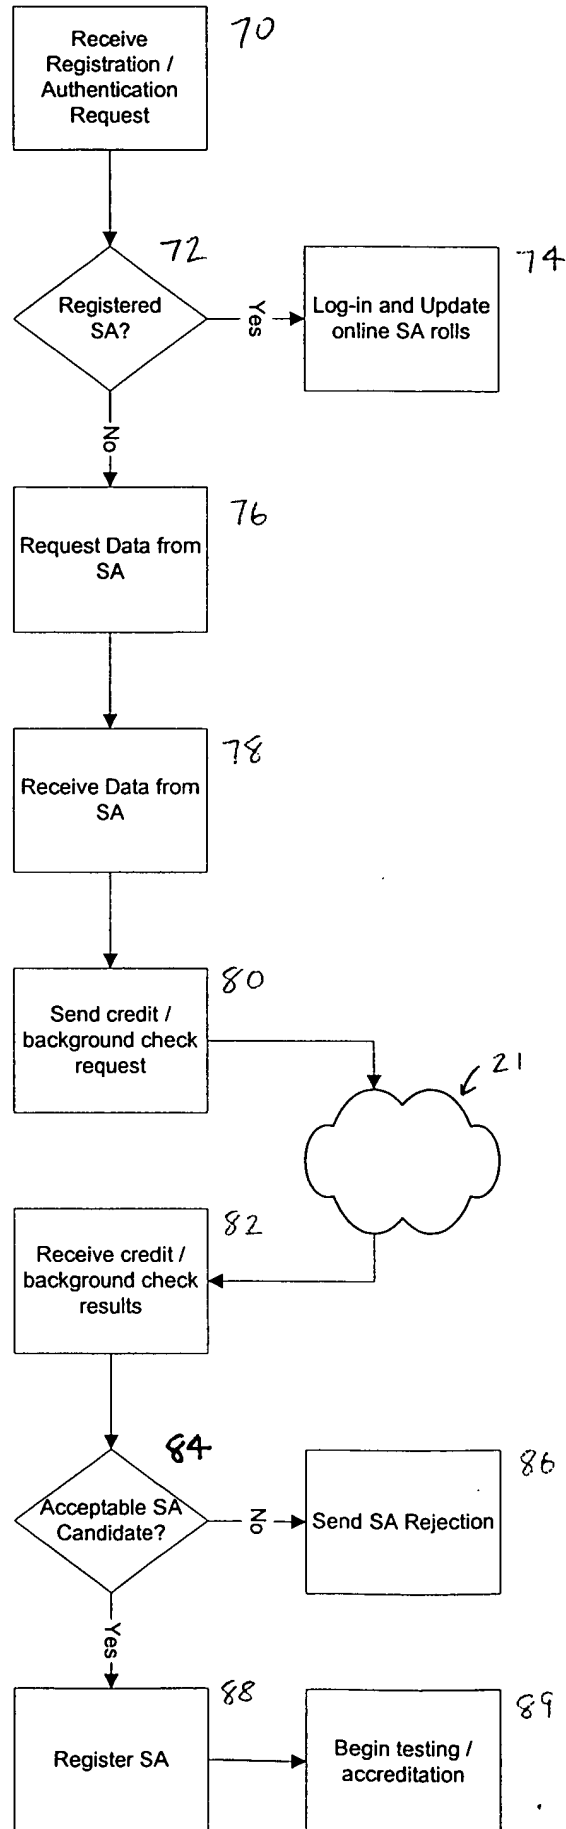 Receive
Registration /
Authentication
Request
70
72
Registered
SA?
Yes
74
Log-in and Update
online SA rolls
No
76
Request Data from
SA
78
Receive Data from
SA
80
Send credit /
background check
request
21
82
Receive credit /
background check
results
84
Acceptable SA
Candidate?
No
86
Send SA Rejection
Yes
88
Register SA
89
Begin testing /
accreditation